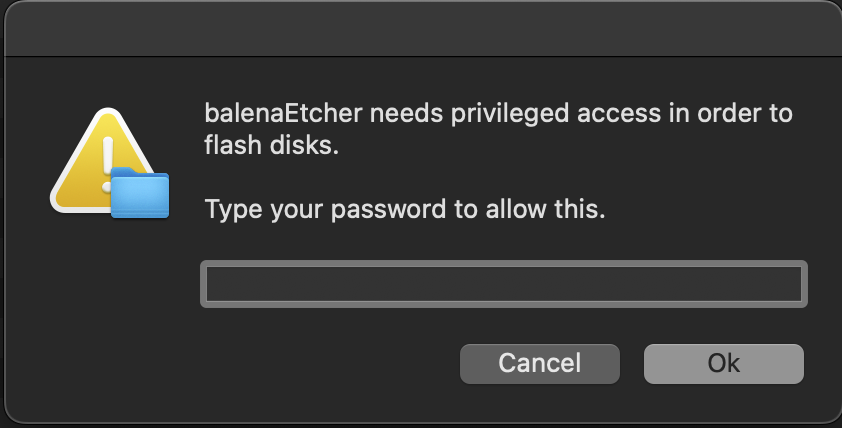 balenaEtcher needs privileged access in order to
flash disks.
Type your password to allow this.
Cancel
Ok